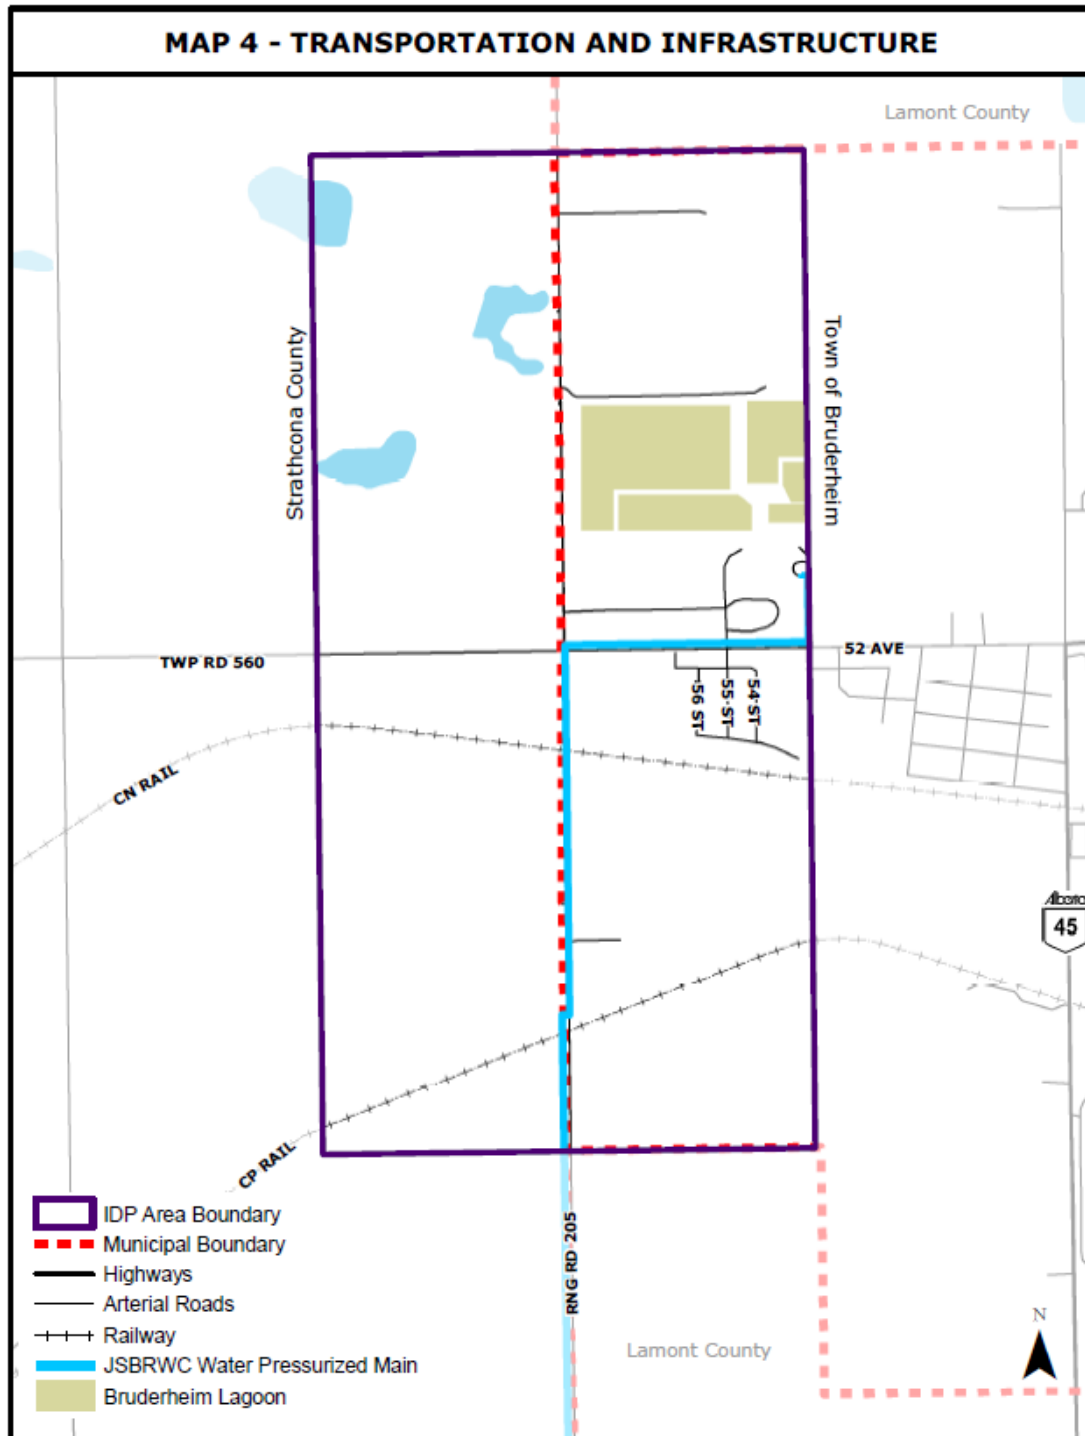 MAP 4 - TRANSPORTATION AND INFRASTRUCTURE
Lamont County
Strathcona County
Town of Bruderheim
TWP RD 560
52 AVE
56 ST
55 ST
54 ST
CN RAIL
Alberta
45
CP RAIL
RNG RD 205
IDP Area Boundary
Municipal Boundary
Highways
Arterial Roads
Railway
JSBRWC Water Pressurized Main
Bruderheim Lagoon
Lamont County
N